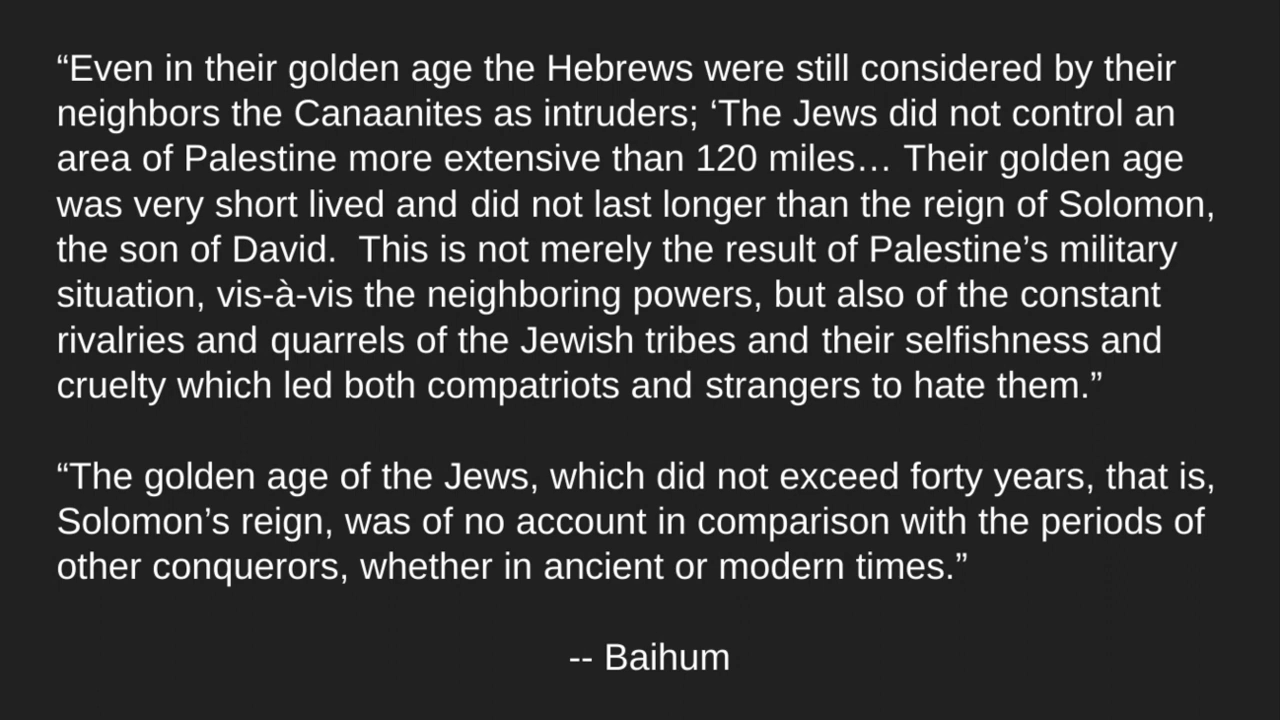 “Even in their golden age the Hebrews were still considered by their
neighbors the Canaanites as intruders; ‘The Jews did not control an
area of Palestine more extensive than 120 miles… Their golden age
was very short lived and did not last longer than the reign of Solomon,
the son of David.  This is not merely the result of Palestine’s military
situation, vis-à-vis the neighboring powers, but also of the constant
rivalries and quarrels of the Jewish tribes and their selfishness and
cruelty which led both compatriots and strangers to hate them.”
“The golden age of the Jews, which did not exceed forty years, that is,
Solomon’s reign, was of no account in comparison with the periods of
other conquerors, whether in ancient or modern times.”
-- Baihum